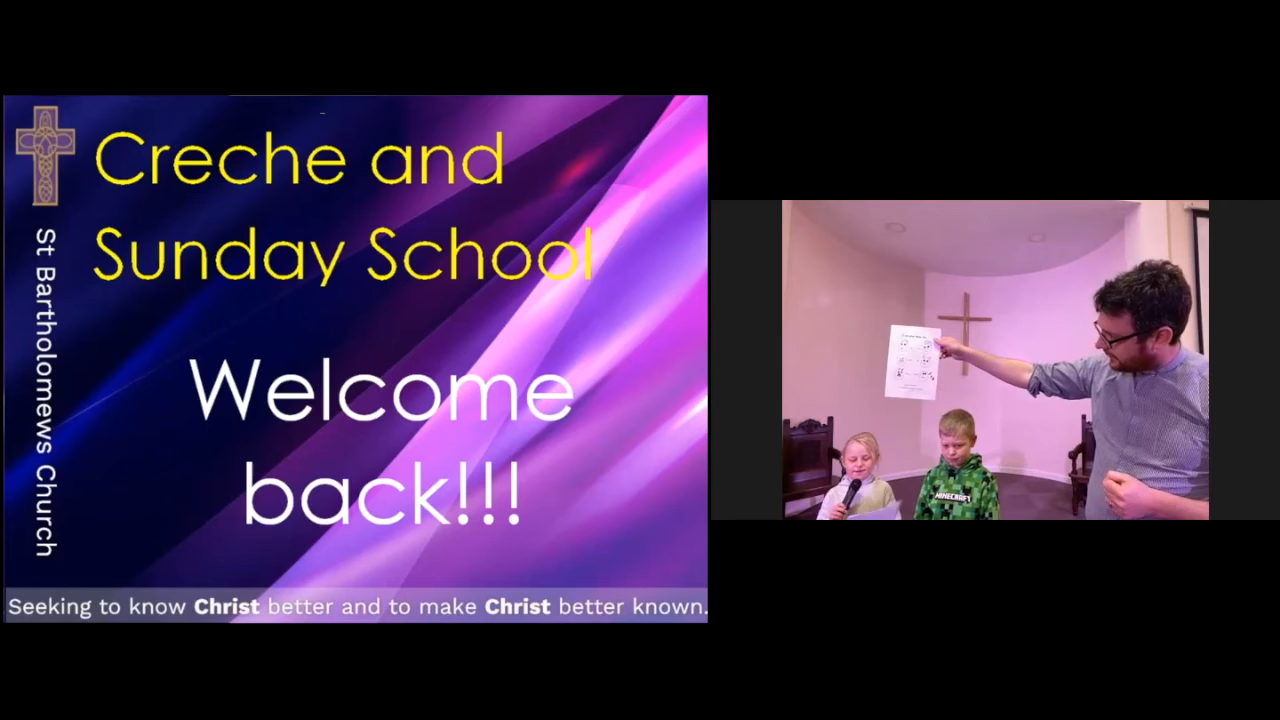 Creche and
Sunday School
Welcome
back!!!
St Bartholomews Church
Seeking to know Christ better and to make Christ better known.
MINECRAFT